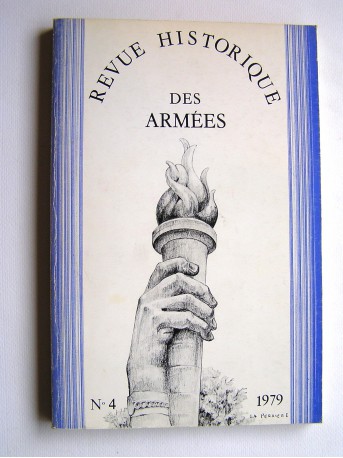 REVUE HISTORIQUE
DES
ARMÉES
N° 4
1979